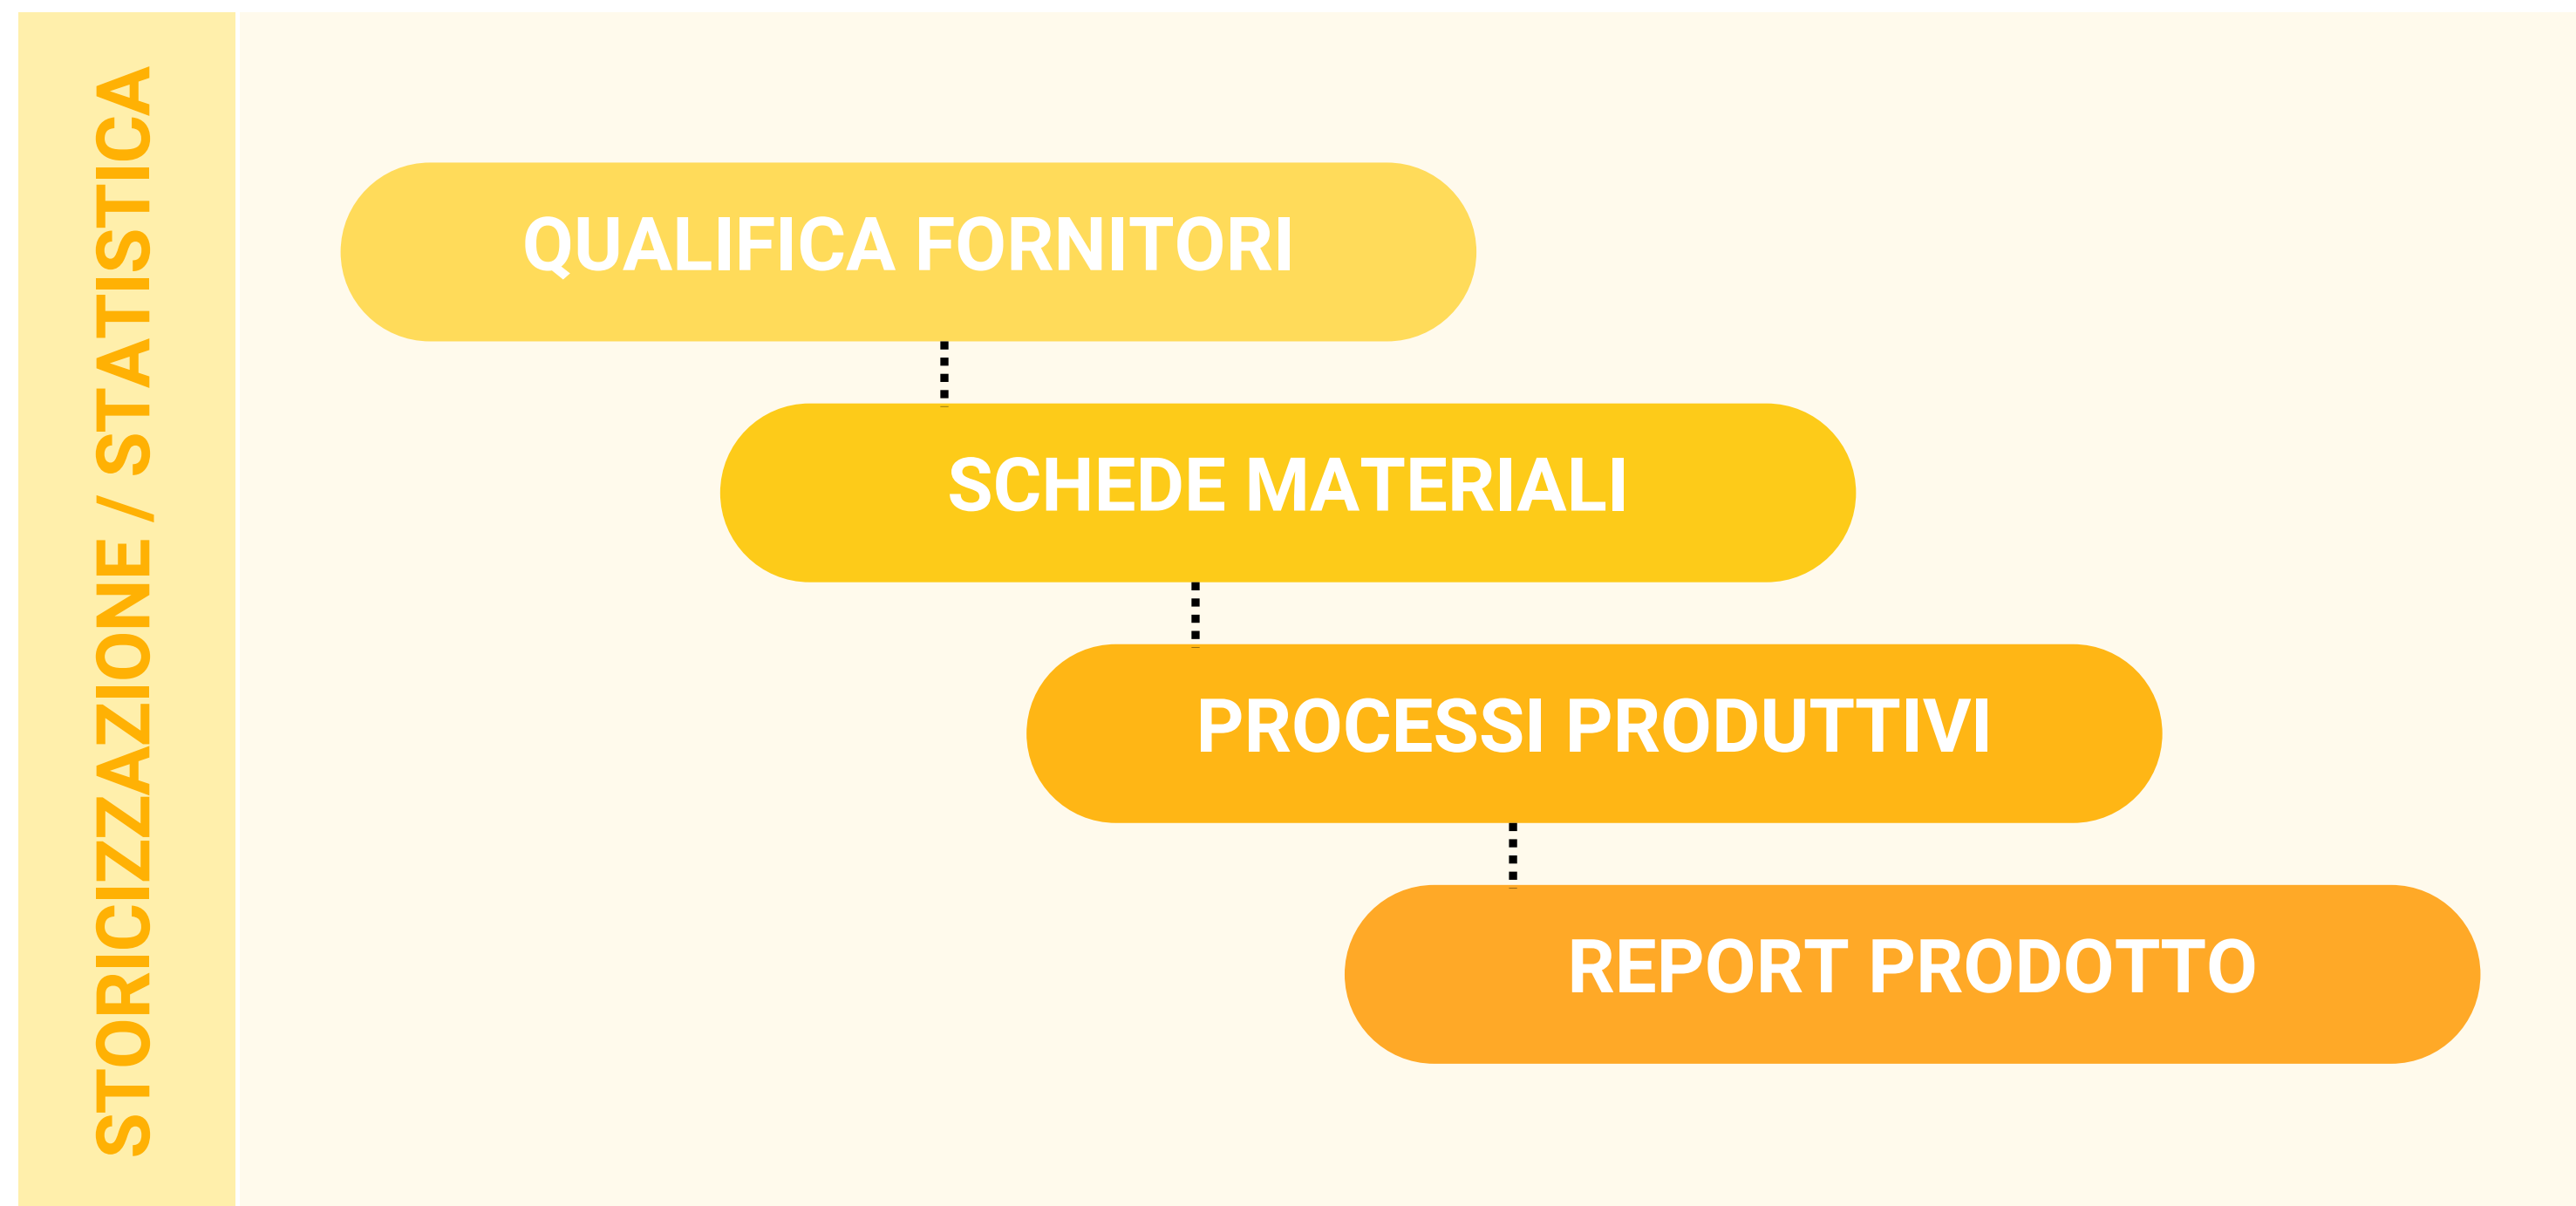 STORICIZZAZIONE / STATISTICA
QUALIFICA FORNITORI
SCHEDE MATERIALI
PROCESSI PRODUTTIVI
REPORT PRODOTTO